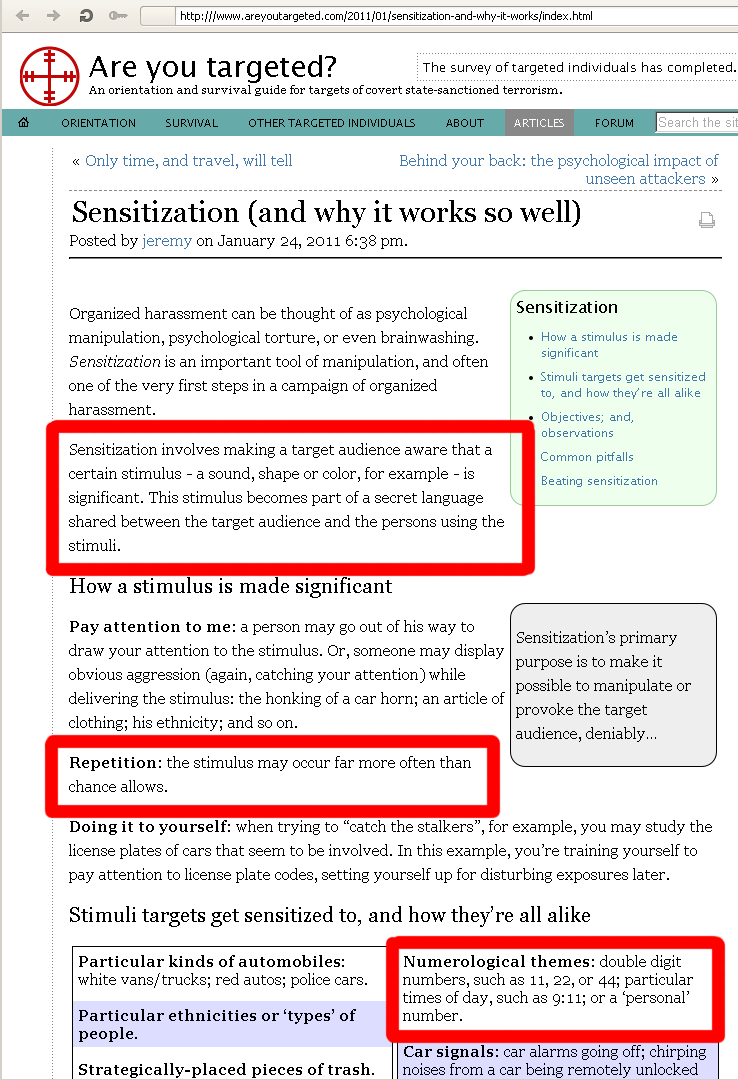 http://www.areyoutargeted.com/2011/01/sensitization-and-why-it-works/index.html
Are you targeted?
An orientation and survival guide for targets of covert state-sanctioned terrorism.
The survey of targeted individuals has completed.
ORIENTATION SURVIVAL OTHER TARGETED INDIVIDUALS ABOUT ARTICLES FORUM Search the sit
« Only time, and travel, will tell
Behind your back: the psychological impact of
unseen attackers »
Sensitization (and why it works so well)
Posted by jeremy on January 24, 2011 6:38 pm.
Organized harassment can be thought of as psychological
manipulation, psychological torture, or even brainwashing.
Sensitization is an important tool of manipulation, and often
one of the very first steps in a campaign of organized
harassment.
Sensitization
• How a stimulus is made
significant
• Stimuli targets get sensitized
to, and how they're all alike
• Objectives; and,
observations
Common pitfalls
Beating sensitization
Sensitization involves making a target audience aware that a
certain stimulus - a sound, shape or color, for example - is
significant. This stimulus becomes part of a secret language
shared between the target audience and the persons using the
stimuli.
How a stimulus is made significant
Pay attention to me: a person may go out of his way to
draw your attention to the stimulus. Or, someone may display
obvious aggression (again, catching your attention) while
delivering the stimulus: the honking of a car horn; an article of
clothing; his ethnicity; and so on.
Sensitization's primary
purpose is to make it
possible to manipulate or
provoke the target
audience, deniably...
Repetition: the stimulus may occur far more often than
chance allows.
Doing it to yourself: when trying to “catch the stalkers”, for example, you may study the
license plates of cars that seem to be involved. In this example, you're training yourself to
pay attention to license plate codes, setting yourself up for disturbing exposures later.
Stimuli targets get sensitized to, and how they're all alike
Particular kinds of automobiles:
white vans/trucks; red autos; police cars.
Particular ethnicities or ‘types’ of
people.
Strategically-placed pieces of trash.
Numerological themes: double digit
numbers, such as 11, 22, or 44; particular
times of day, such as 9:11; or a ‘personal’
number.
Car signals: car alarms going off; chirping
noises from a car being remotely unlocked